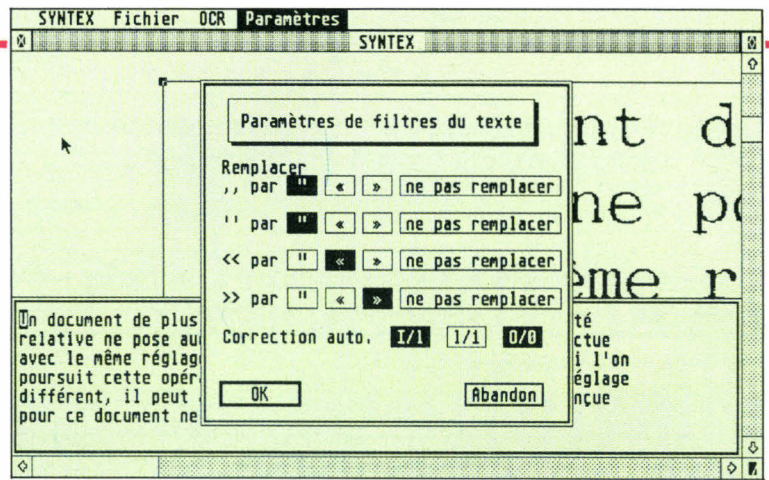 SYNTEX Fichier OCR Paramètres
SYNTEX
Paramètres de filtres du texte
Remplacer
,, par " « » ne pas remplacer
'' par " « » ne pas remplacer
<< par " « » ne pas remplacer
>> par " « » ne pas remplacer
Correction auto. I/l l/i O/0
OK Abandon
nt d
ne po
ème r
Un document de plus té
relative ne pose au ctue
avec le même réglag i l'on
poursuit cette opér églage
différent, il peut nçue
pour ce document ne